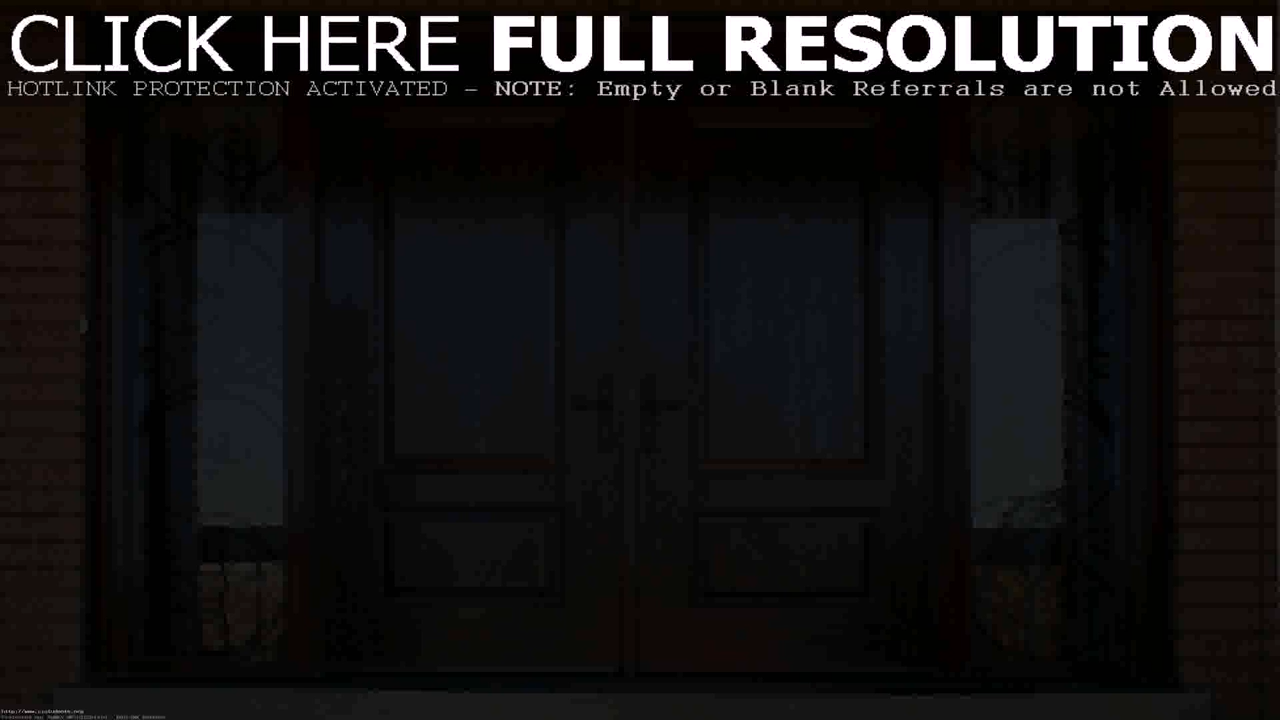 CLICK HERE FULL RESOLUTION
HOTLINK PROTECTION ACTIVATED - NOTE: Empty or Blank Referrals are not Allowed